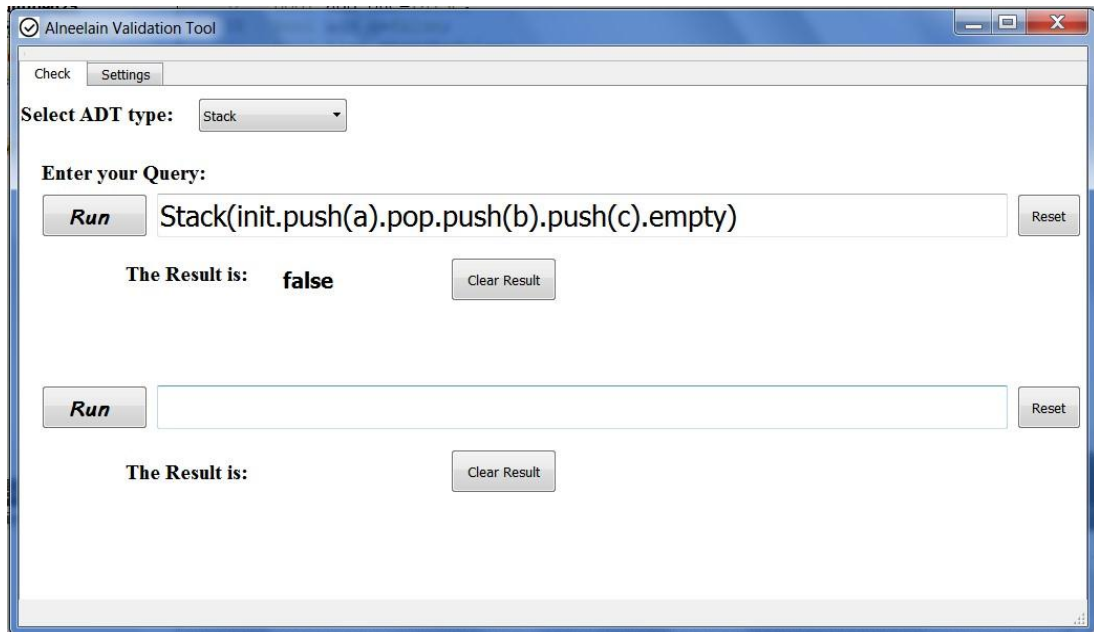 Alneelain Validation Tool
Check Settings
Select ADT type: Stack
Enter your Query:
Run Stack(init.push(a).pop.push(b).push(c).empty) Reset
The Result is: false Clear Result
Run Reset
The Result is: Clear Result